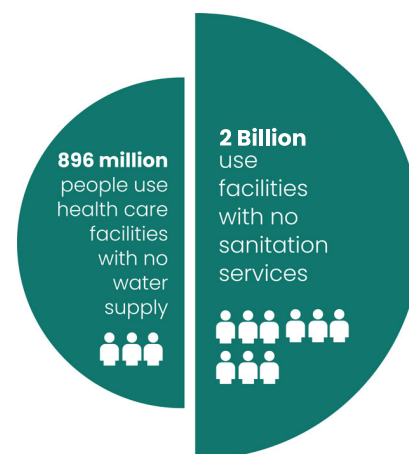 896 million
people use
health care
facilities
with no
water
supply
2 Billion
use
facilities
with no
sanitation
services